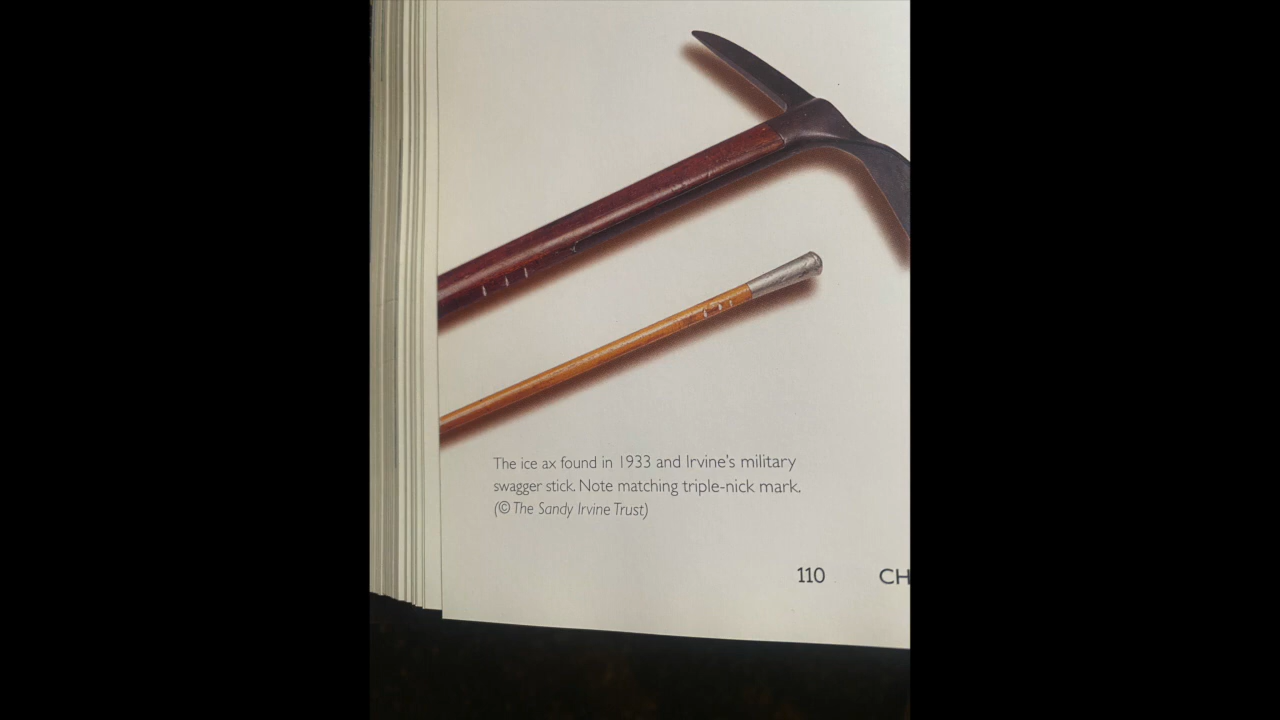 The ice ax found in 1933 and Irvine's military
swagger stick. Note matching triple-nick mark.
(© The Sandy Irvine Trust)
110 CH